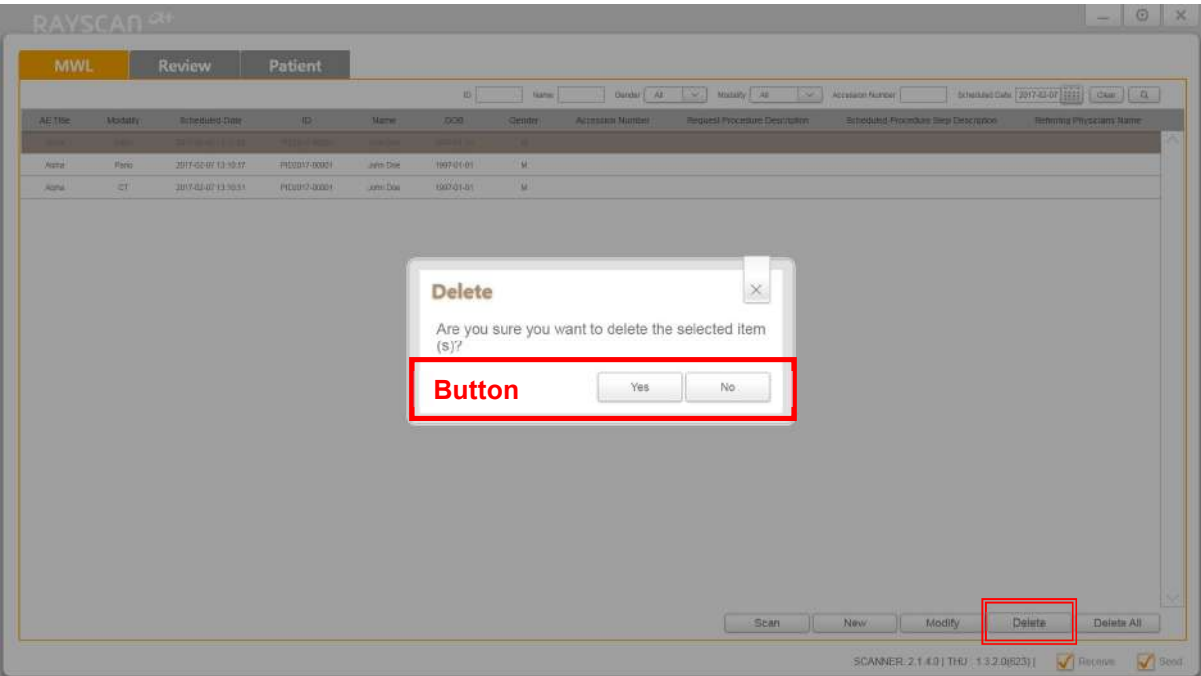 RAYSCAN α+
MWL Review Patient
ID Name Gender All Modality All Accession Number Scheduled Date 2017-02-07 Clear
AE Title Modality Scheduled Date ID Name DOB Gender Accession Number Request Procedure Description Scheduled Procedure Step Description Referring Physicians Name
Alpha Pano 2017-02-07 13:10:37 PID2017-00001 John Doe 1997-01-01 M
Alpha CT 2017-02-07 13:10:31 PID2017-00001 John Doe 1997-01-01 M
Delete
Are you sure you want to delete the selected item
(s)?
Button Yes No
Scan New Modify Delete Delete All
SCANNER: 2.1.4.0 | THU : 1.3.2.0(623) | Receive Send